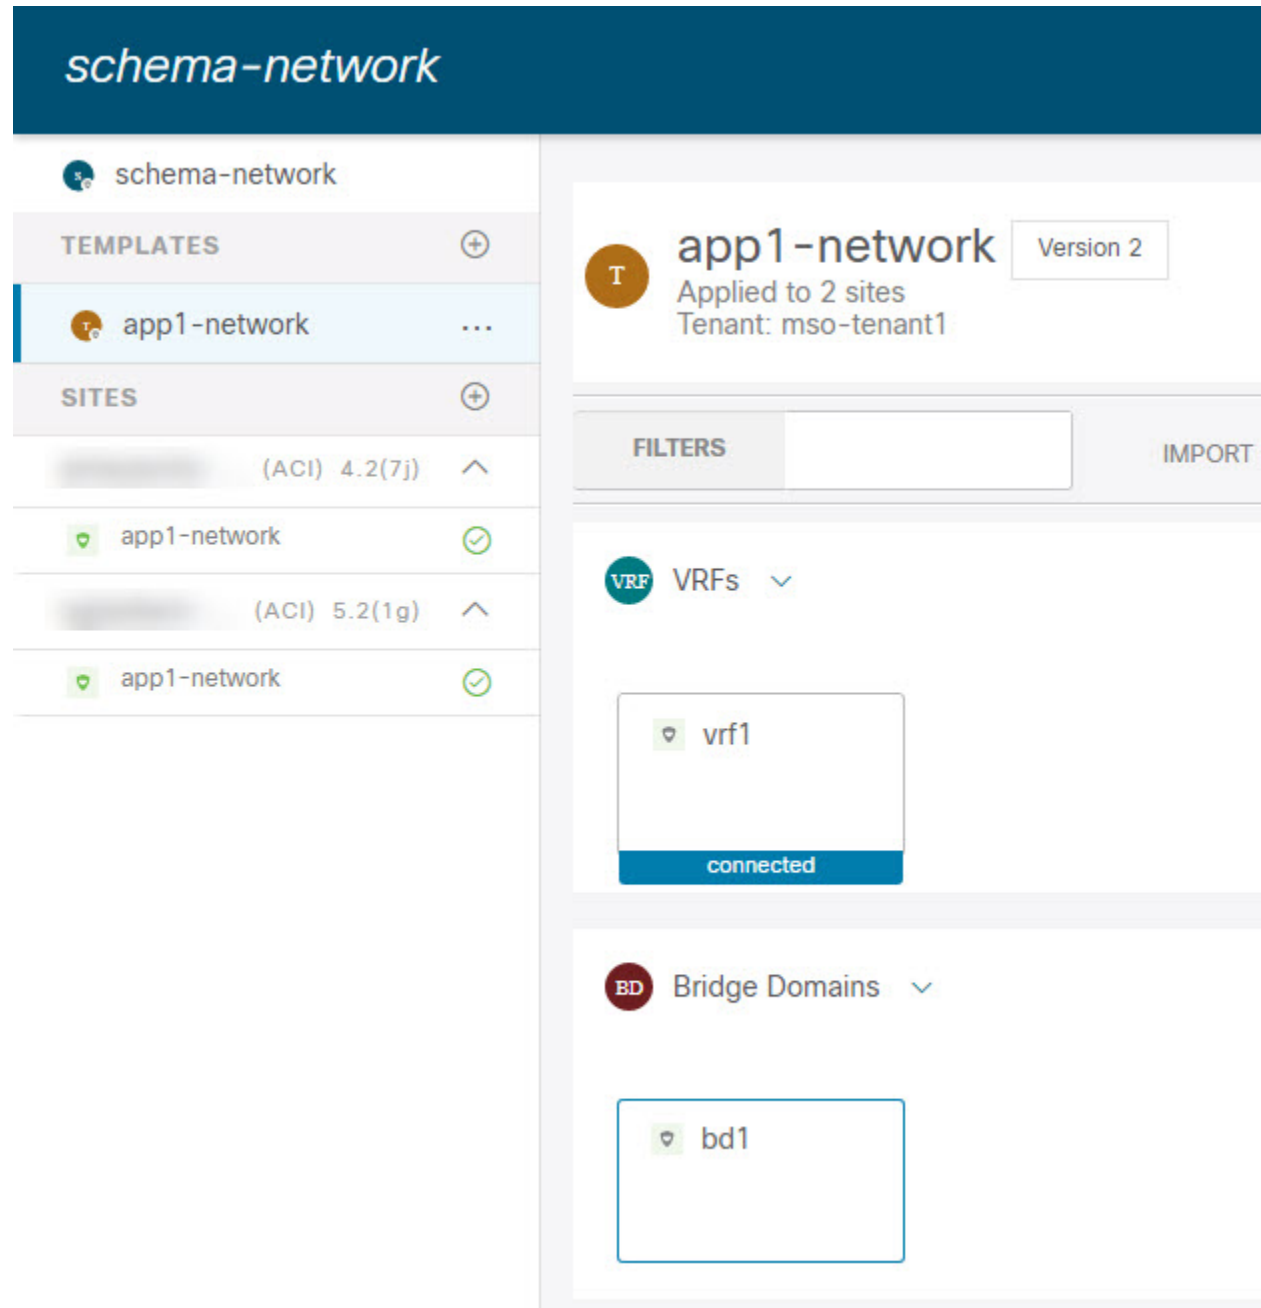 schema-network
schema-network
TEMPLATES
app1-network
SITES
(ACI) 4.2(7j)
app1-network
(ACI) 5.2(1g)
app1-network
T
app1-network Version 2
Applied to 2 sites
Tenant: mso-tenant1
FILTERS IMPORT
VRF VRFs
vrf1
connected
BD Bridge Domains
bd1